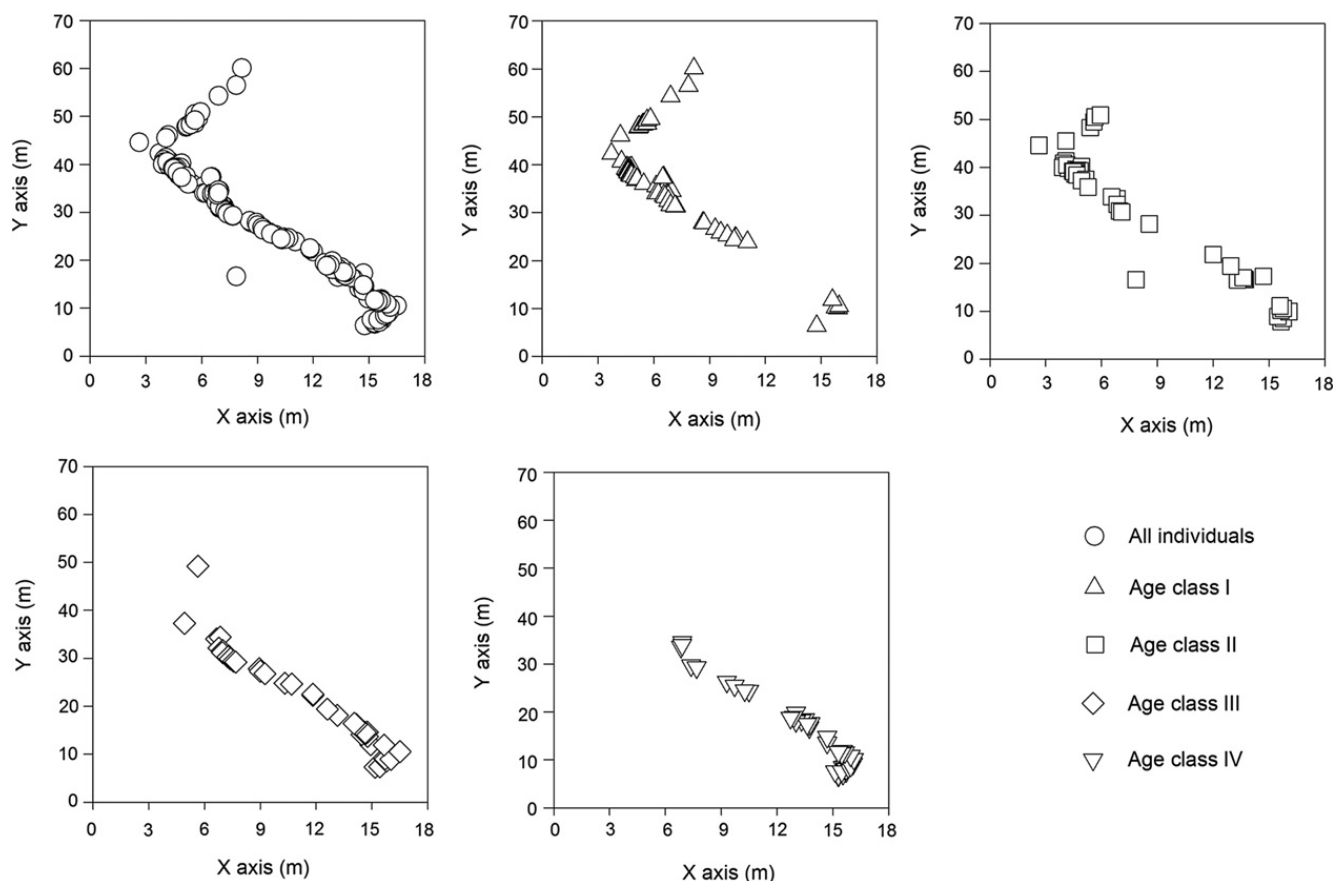 70
60
50
40
30
20
10
0
Y axis (m)
0 3 6 9 12 15 18
X axis (m)
70
60
50
40
30
20
10
0
Y axis (m)
0 3 6 9 12 15 18
X axis (m)
70
60
50
40
30
20
10
0
Y axis (m)
0 3 6 9 12 15 18
X axis (m)
70
60
50
40
30
20
10
0
Y axis (m)
0 3 6 9 12 15 18
X axis (m)
70
60
50
40
30
20
10
0
Y axis (m)
0 3 6 9 12 15 18
X axis (m)
All individuals
Age class I
Age class II
Age class III
Age class IV